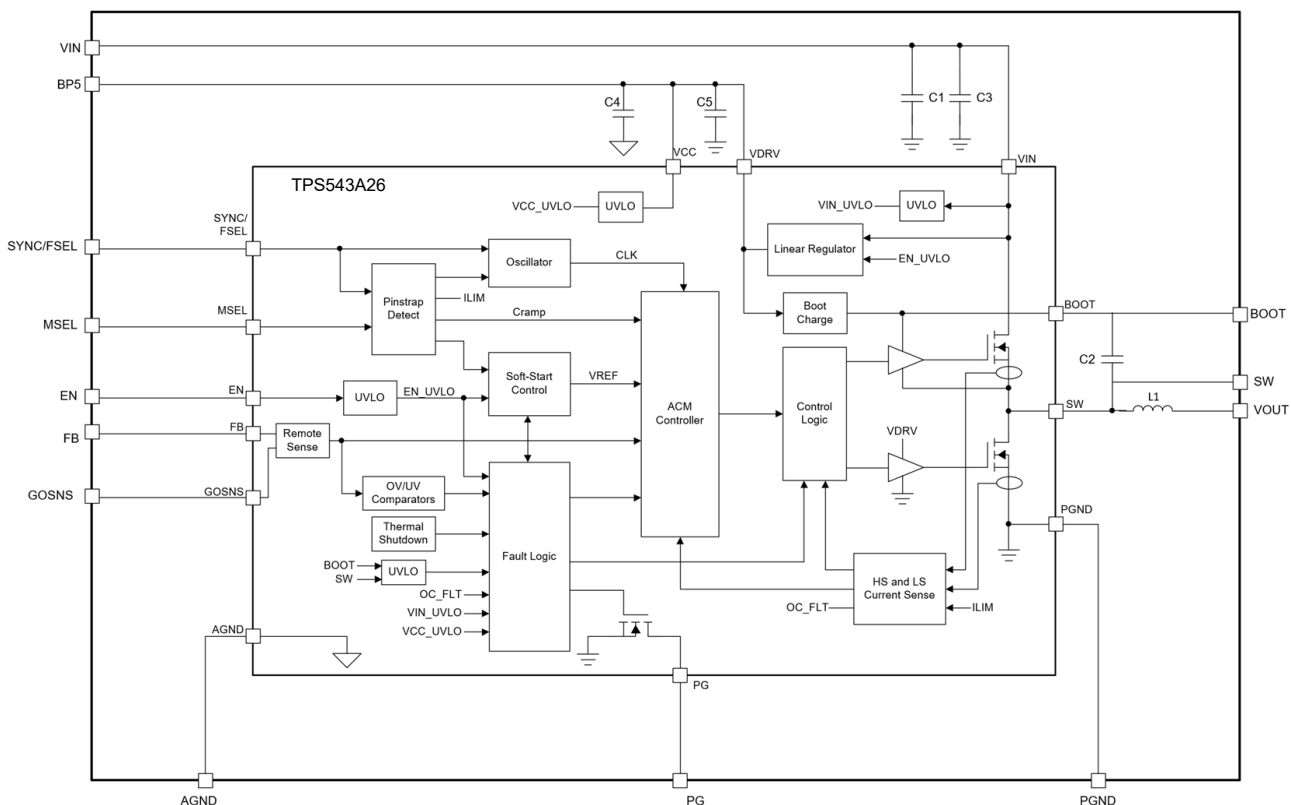 VIN
BP5
C4
C5
C1
C3
VCC
VDRV
VIN
TPS543A26
VCC_UVLO
UVLO
VIN_UVLO
UVLO
SYNC/
FSEL
SYNC/FSEL
Oscillator
CLK
Linear Regulator
EN_UVLO
Pinstrap
Detect
ILIM
MSEL
MSEL
Cramp
Boot
Charge
BOOT
BOOT
C2
Soft-Start
Control
VREF
ACM
Controller
Control
Logic
EN
EN
UVLO
EN_UVLO
SW
SW
L1
VOUT
FB
FB
Remote
Sense
VDRV
GOSNS
GOSNS
OV/UV
Comparators
Thermal
Shutdown
Fault Logic
PGND
BOOT
SW
UVLO
OC_FLT
VIN_UVLO
VCC_UVLO
HS and LS
Current Sense
OC_FLT
ILIM
AGND
PG
AGND
PG
PGND